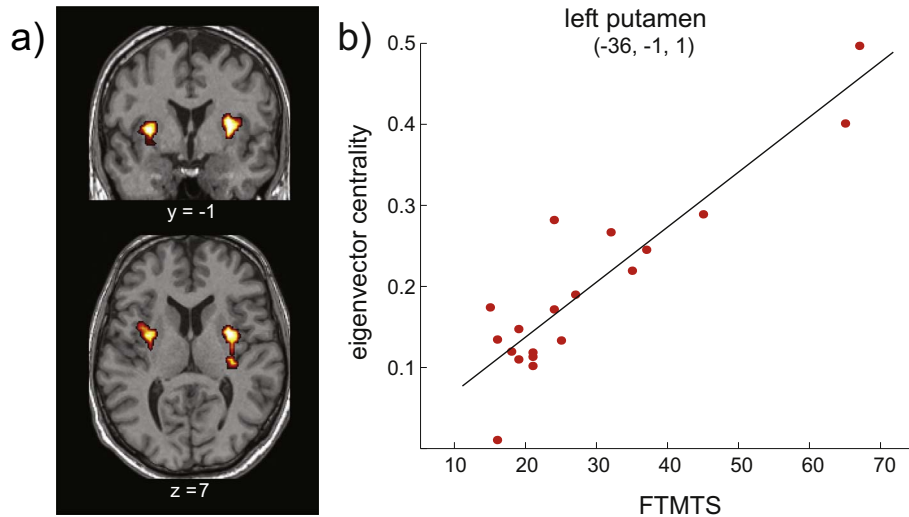 a)
y = -1
z =7
b)
left putamen
(-36, -1, 1)
eigenvector centrality
0.5
0.4
0.3
0.2
0.1
10 20 30 40 50 60 70
FTMTS